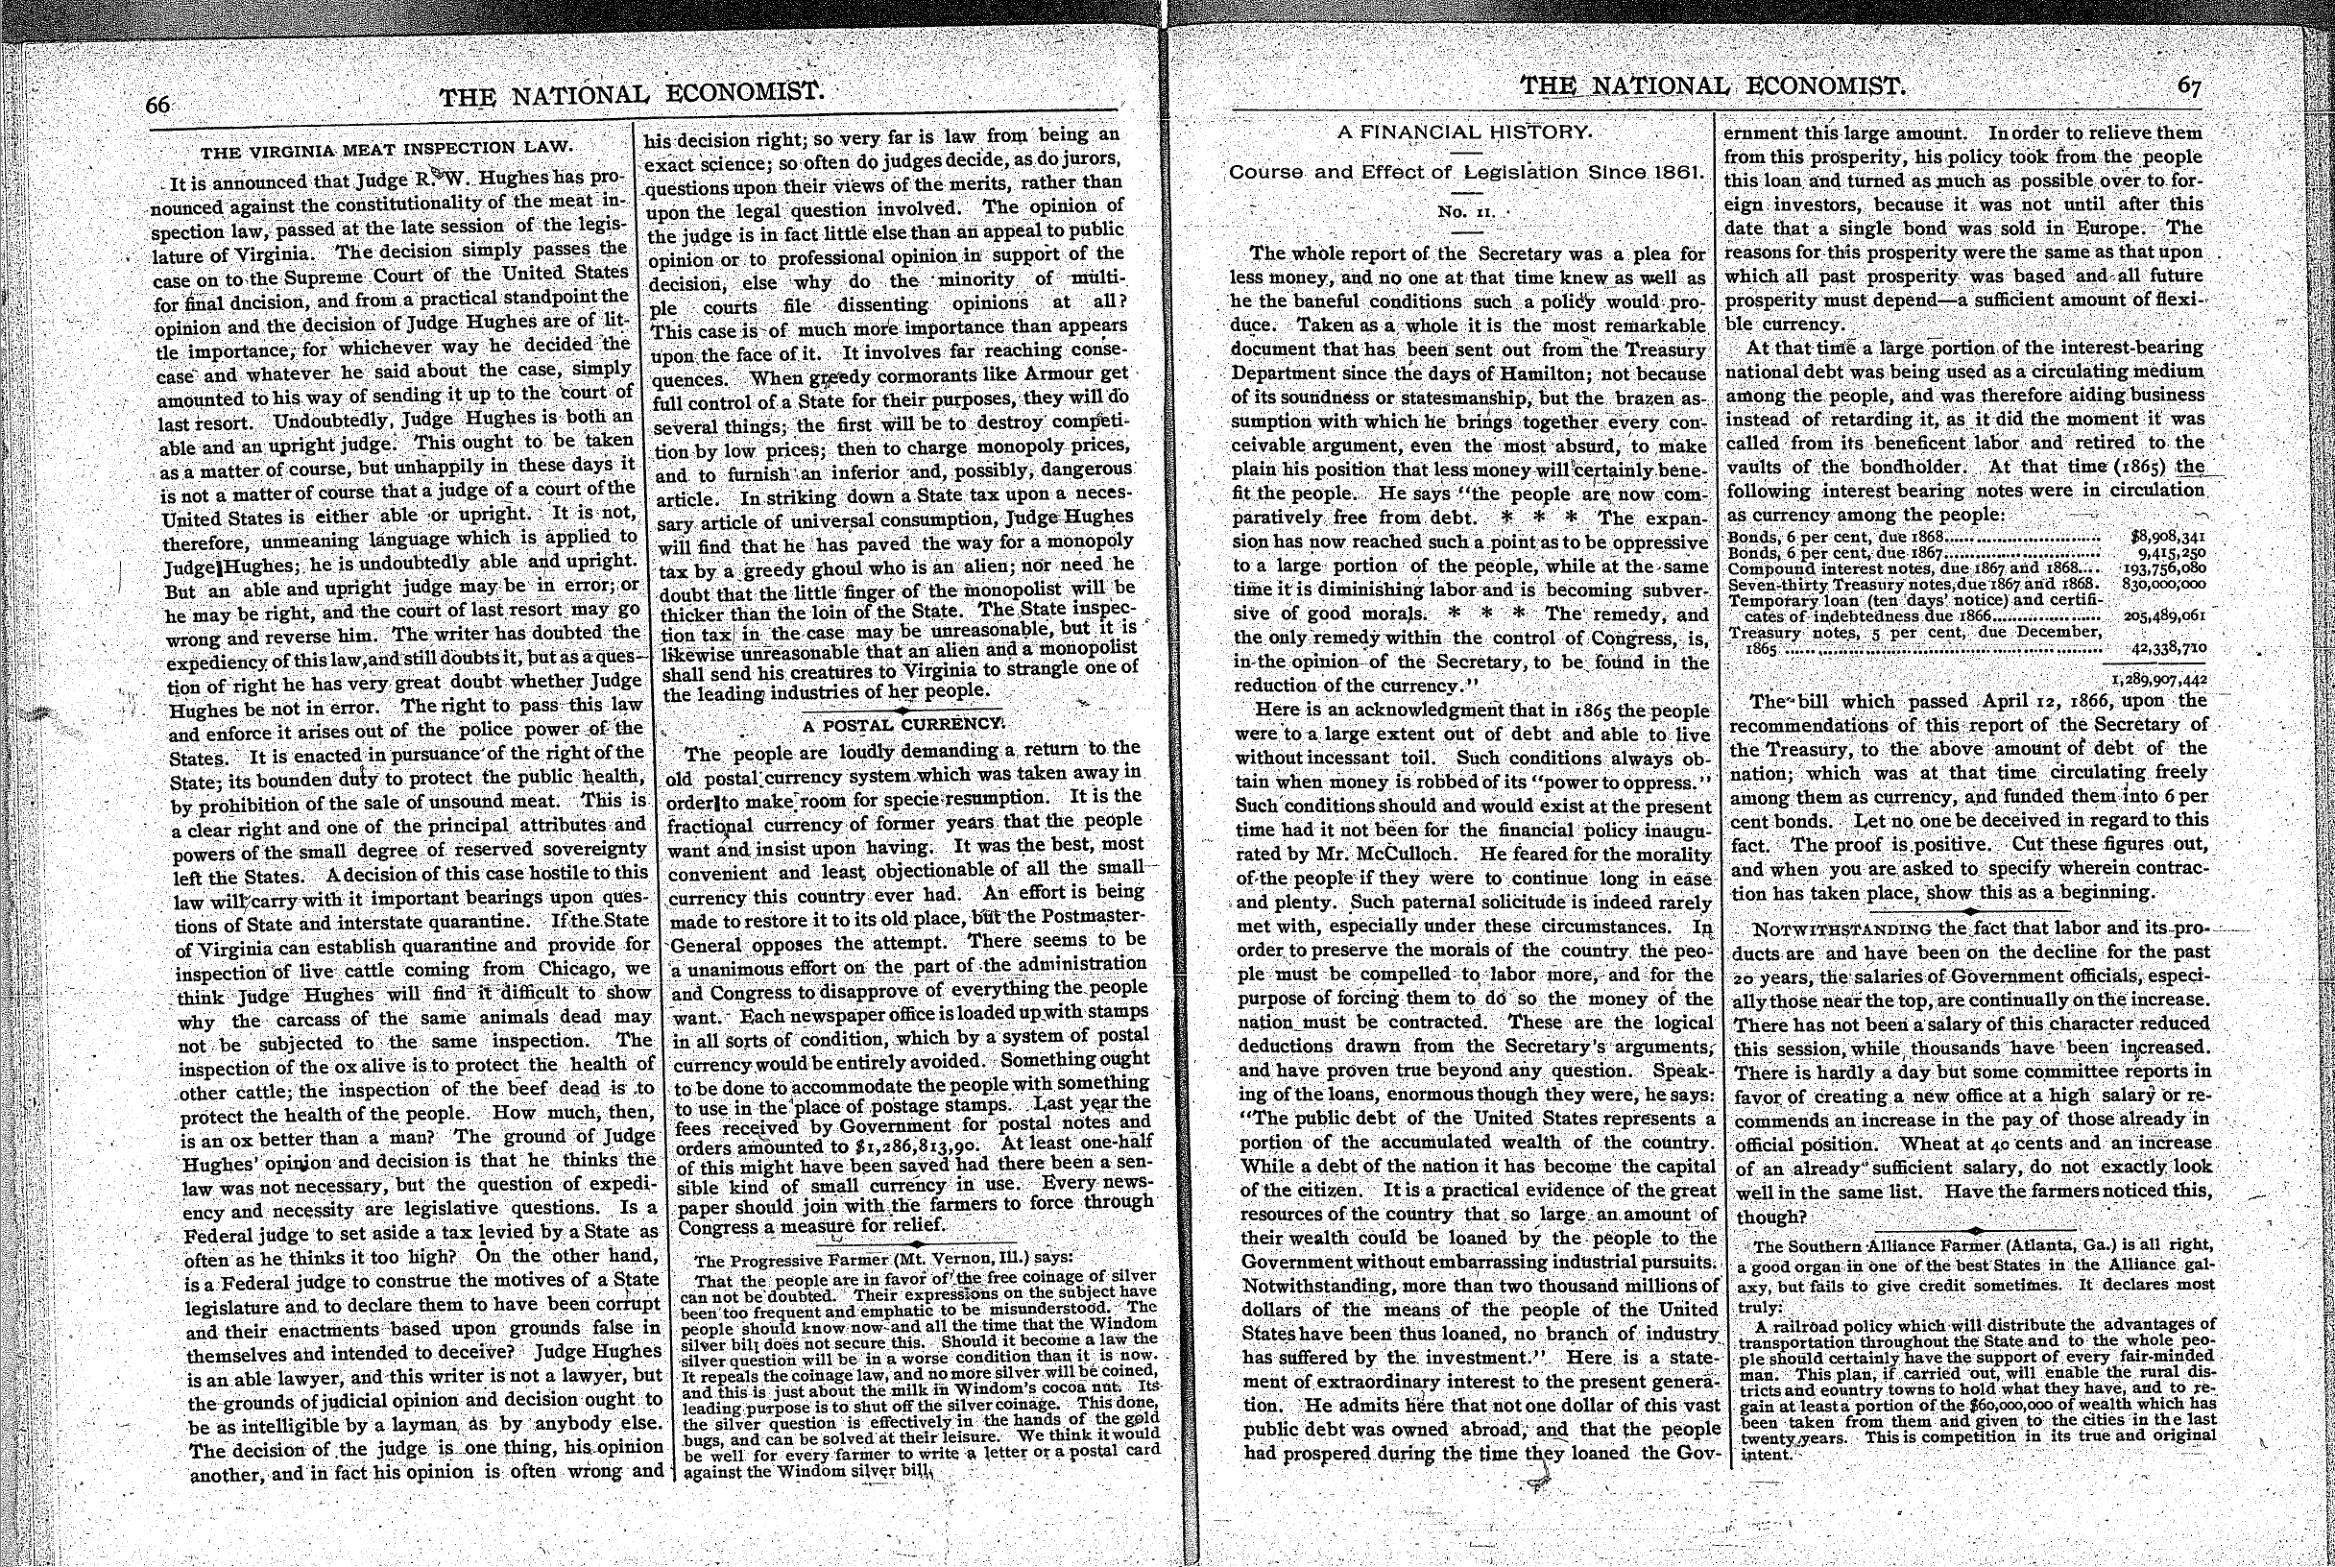 66
THE NATIONAL ECONOMIST.
THE VIRGINIA MEAT INSPECTION LAW.
It is announced that Judge R. W. Hughes has pro-
nounced against the constitutionality of the meat in-
spection law, passed at the late session of the legis-
lature of Virginia. The decision simply passes the
case on to the Supreme Court of the United States
for final dncision, and from a practical standpoint the
opinion and the decision of Judge Hughes are of lit-
tle importance, for whichever way he decided the
case and whatever he said about the case, simply
amounted to his way of sending it up to the court of
last resort. Undoubtedly, Judge Hughes is both an
able and an upright judge. This ought to be taken
as a matter of course, but unhappily in these days it
is not a matter of course that a judge of a court of the
United States is either able or upright. It is not,
therefore, unmeaning language which is applied to
Judge Hughes; he is undoubtedly able and upright.
But an able and upright judge may be in error; or
he may be right, and the court of last resort may go
wrong and reverse him. The writer has doubted the
expediency of this law, and still doubts it, but as a ques-
tion of right he has very great doubt whether Judge
Hughes be not in error. The right to pass this law
and enforce it arises out of the police power of the
States. It is enacted in pursuance of the right of the
State; its bounden duty to protect the public health,
by prohibition of the sale of unsound meat. This is
a clear right and one of the principal attributes and
powers of the small degree of reserved sovereignty
left the States. A decision of this case hostile to this
law will carry with it important bearings upon ques-
tions of State and interstate quarantine. If the State
of Virginia can establish quarantine and provide for
inspection of live cattle coming from Chicago, we
think Judge Hughes will find it difficult to show
why the carcass of the same animals dead may
not be subjected to the same inspection. The
inspection of the ox alive is to protect the health of
other cattle; the inspection of the beef dead is to
protect the health of the people. How much, then,
is an ox better than a man? The ground of Judge
Hughes' opinion and decision is that he thinks the
law was not necessary, but the question of expedi-
ency and necessity are legislative questions. Is a
Federal judge to set aside a tax levied by a State as
often as he thinks it too high? On the other hand,
is a Federal judge to construe the motives of a State
legislature and to declare them to have been corrupt
and their enactments based upon grounds false in
themselves and intended to deceive? Judge Hughes
is an able lawyer, and this writer is not a lawyer, but
the grounds of judicial opinion and decision ought to
be as intelligible by a layman as by anybody else.
The decision of the judge is one thing, his opinion
another, and in fact his opinion is often wrong and
his decision right; so very far is law from being an
exact science; so often do judges decide, as do jurors,
questions upon their views of the merits, rather than
upon the legal question involved. The opinion of
the judge is in fact little else than an appeal to public
opinion or to professional opinion in support of the
decision, else why do the minority of multi-
ple courts file dissenting opinions at all?
This case is of much more importance than appears
upon the face of it. It involves far reaching conse-
quences. When greedy cormorants like Armour get
full control of a State for their purposes, they will do
several things; the first will be to destroy competi-
tion by low prices; then to charge monopoly prices,
and to furnish an inferior and, possibly, dangerous
article. In striking down a State tax upon a neces-
sary article of universal consumption, Judge Hughes
will find that he has paved the way for a monopoly
tax by a greedy ghoul who is an alien; nor need he
doubt that the little finger of the monopolist will be
thicker than the loin of the State. The State inspec-
tion tax in the case may be unreasonable, but it is
likewise unreasonable that an alien and a monopolist
shall send his creatures to Virginia to strangle one of
the leading industries of her people.
A POSTAL CURRENCY.
The people are loudly demanding a return to the
old postal currency system which was taken away in
order to make room for specie resumption. It is the
fractional currency of former years that the people
want and insist upon having. It was the best, most
convenient and least objectionable of all the small
currency this country ever had. An effort is being
made to restore it to its old place, but the Postmaster-
General opposes the attempt. There seems to be
a unanimous effort on the part of the administration
and Congress to disapprove of everything the people
want. Each newspaper office is loaded up with stamps
in all sorts of condition, which by a system of postal
currency would be entirely avoided. Something ought
to be done to accommodate the people with something
to use in the place of postage stamps. Last year the
fees received by Government for postal notes and
orders amounted to $1,286,813,90. At least one-half
of this might have been saved had there been a sen-
sible kind of small currency in use. Every news-
paper should join with the farmers to force through
Congress a measure for relief.
The Progressive Farmer (Mt. Vernon, Ill.) says:
That the people are in favor of the free coinage of silver
can not be doubted. Their expressions on the subject have
been too frequent and emphatic to be misunderstood. The
people should know now and all the time that the Windom
silver bill does not secure this. Should it become a law the
silver question will be in a worse condition than it is now.
It repeals the coinage law, and no more silver will be coined,
and this is just about the milk in Windom's cocoa nut. Its
leading purpose is to shut off the silver coinage. This done,
the silver question is effectively in the hands of the gold
bugs, and can be solved at their leisure. We think it would
be well for every farmer to write a letter or a postal card
against the Windom silver bill.
THE NATIONAL ECONOMIST.
67
A FINANCIAL HISTORY.
Course and Effect of Legislation Since 1861.
No. 11.
The whole report of the Secretary was a plea for
less money, and no one at that time knew as well as
he the baneful conditions such a policy would pro-
duce. Taken as a whole it is the most remarkable
document that has been sent out from the Treasury
Department since the days of Hamilton; not because
of its soundness or statesmanship, but the brazen as-
sumption with which he brings together every con-
ceivable argument, even the most absurd, to make
plain his position that less money will certainly bene-
fit the people. He says "the people are now com-
paratively free from debt. * * * The expan-
sion has now reached such a point as to be oppressive
to a large portion of the people, while at the same
time it is diminishing labor and is becoming subver-
sive of good morals. * * * The remedy, and
the only remedy within the control of Congress, is,
in the opinion of the Secretary, to be found in the
reduction of the currency."
Here is an acknowledgment that in 1865 the people
were to a large extent out of debt and able to live
without incessant toil. Such conditions always ob-
tain when money is robbed of its "power to oppress."
Such conditions should and would exist at the present
time had it not been for the financial policy inaugu-
rated by Mr. McCulloch. He feared for the morality
of the people if they were to continue long in ease
and plenty. Such paternal solicitude is indeed rarely
met with, especially under these circumstances. In
order to preserve the morals of the country the peo-
ple must be compelled to labor more, and for the
purpose of forcing them to do so the money of the
nation must be contracted. These are the logical
deductions drawn from the Secretary's arguments,
and have proven true beyond any question. Speak-
ing of the loans, enormous though they were, he says:
"The public debt of the United States represents a
portion of the accumulated wealth of the country.
While a debt of the nation it has become the capital
of the citizen. It is a practical evidence of the great
resources of the country that so large an amount of
their wealth could be loaned by the people to the
Government without embarrassing industrial pursuits.
Notwithstanding, more than two thousand millions of
dollars of the means of the people of the United
States have been thus loaned, no branch of industry
has suffered by the investment." Here is a state-
ment of extraordinary interest to the present genera-
tion. He admits here that not one dollar of this vast
public debt was owned abroad, and that the people
had prospered during the time they loaned the Gov-
ernment this large amount. In order to relieve them
from this prosperity, his policy took from the people
this loan and turned as much as possible over to for-
eign investors, because it was not until after this
date that a single bond was sold in Europe. The
reasons for this prosperity were the same as that upon
which all past prosperity was based and all future
prosperity must depend—a sufficient amount of flexi-
ble currency.
At that time a large portion of the interest-bearing
national debt was being used as a circulating medium
among the people, and was therefore aiding business
instead of retarding it, as it did the moment it was
called from its beneficent labor and retired to the
vaults of the bondholder. At that time (1865) the
following interest bearing notes were in circulation
as currency among the people:
Bonds, 6 per cent, due 1868........ $8,908,341
Bonds, 6 per cent, due 1867........ 9,415,250
Compound interest notes, due 1867 and 1868.... 193,756,080
Seven-thirty Treasury notes, due 1867 and 1868. 830,000,000
Temporary loan (ten days' notice) and certifi-
cates of indebtedness due 1866........ 205,489,061
Treasury notes, 5 per cent, due December,
1865........ 42,338,710
1,289,907,442
The bill which passed April 12, 1866, upon the
recommendations of this report of the Secretary of
the Treasury, to the above amount of debt of the
nation; which was at that time circulating freely
among them as currency, and funded them into 6 per
cent bonds. Let no one be deceived in regard to this
fact. The proof is positive. Cut these figures out,
and when you are asked to specify wherein contrac-
tion has taken place, show this as a beginning.
NOTWITHSTANDING the fact that labor and its pro-
ducts are and have been on the decline for the past
20 years, the salaries of Government officials, especi-
ally those near the top, are continually on the increase.
There has not been a salary of this character reduced
this session, while thousands have been increased.
There is hardly a day but some committee reports in
favor of creating a new office at a high salary or re-
commends an increase in the pay of those already in
official position. Wheat at 40 cents and an increase
of an already sufficient salary, do not exactly look
well in the same list. Have the farmers noticed this,
though?
The Southern Alliance Farmer (Atlanta, Ga.) is all right,
a good organ in one of the best States in the Alliance gal-
axy, but fails to give credit sometimes. It declares most
truly:
A railroad policy which will distribute the advantages of
transportation throughout the State and to the whole peo-
ple should certainly have the support of every fair-minded
man. This plan, if carried out, will enable the rural dis-
tricts and eountry towns to hold what they have, and to re-
gain at least a portion of the $60,000,000 of wealth which has
been taken from them and given to the cities in the last
twenty years. This is competition in its true and original
intent.